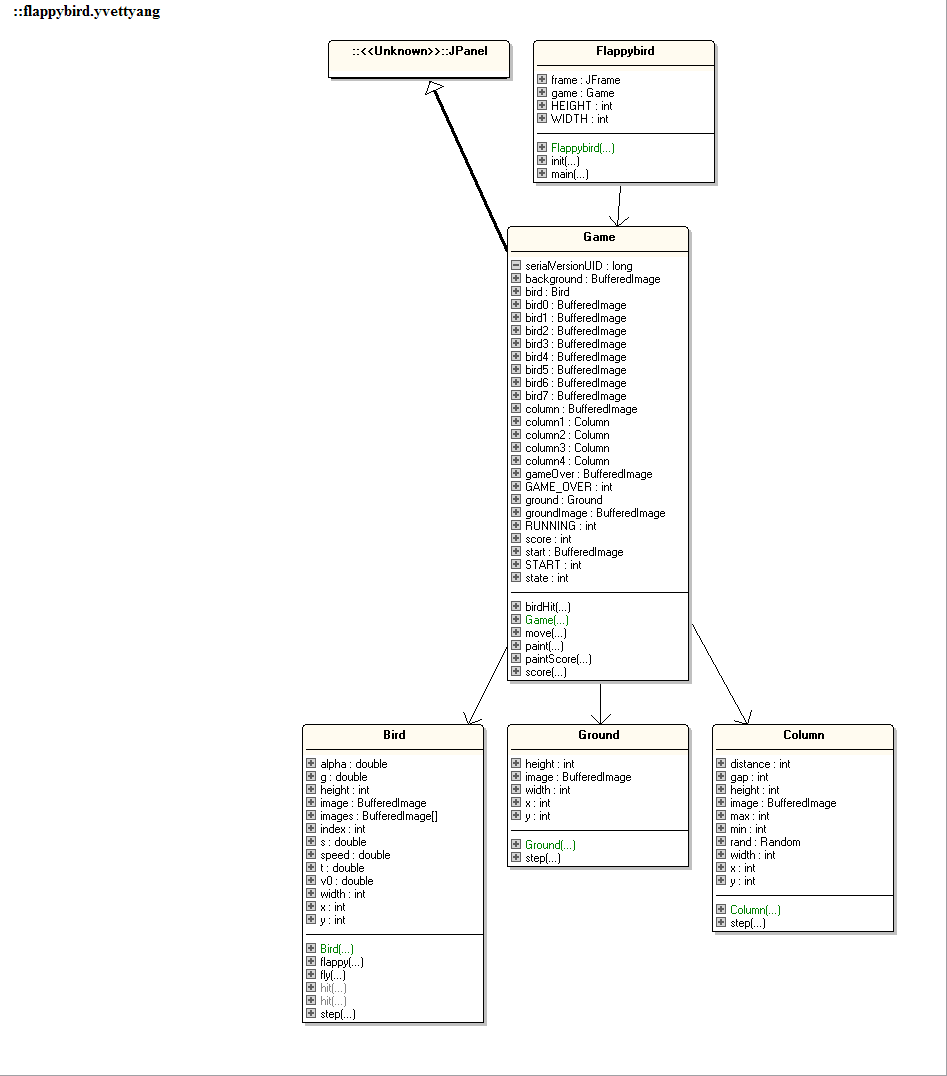 ::flappybird.yvettyang
::<<Unknown>>::JPanel
Flappybird
frame : JFrame
game : Game
HEIGHT : int
WIDTH : int
Flappybird(...)
init(...)
main(...)
Game
serialVersionUID : long
background : BufferedImage
bird : Bird
bird0 : BufferedImage
bird1 : BufferedImage
bird2 : BufferedImage
bird3 : BufferedImage
bird4 : BufferedImage
bird5 : BufferedImage
bird6 : BufferedImage
bird7 : BufferedImage
column : BufferedImage
column1 : Column
column2 : Column
column3 : Column
column4 : Column
gameOver : BufferedImage
GAME_OVER : int
ground : Ground
groundImage : BufferedImage
RUNNING : int
score : int
start : BufferedImage
START : int
state : int
birdHit(...)
Game(...)
move(...)
paint(...)
paintScore(...)
score(...)
Bird
alpha : double
g : double
height : int
image : BufferedImage
images : BufferedImage[]
index : int
s : double
speed : double
t : double
v0 : double
width : int
x : int
y : int
Bird(...)
flappy(...)
fly(...)
hit(...)
hit(...)
step(...)
Ground
height : int
image : BufferedImage
width : int
x : int
y : int
Ground(...)
step(...)
Column
distance : int
gap : int
height : int
image : BufferedImage
max : int
min : int
rand : Random
width : int
x : int
y : int
Column(...)
step(...)